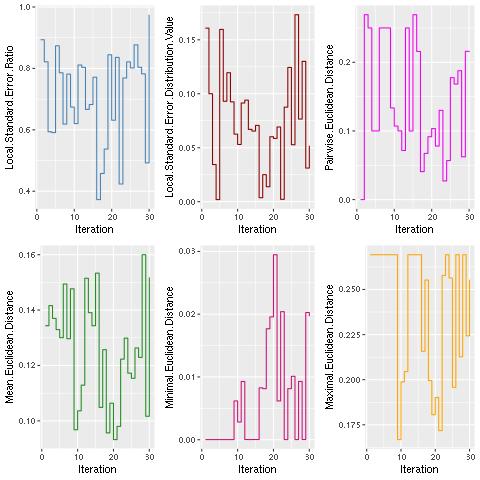 Local.Standard.Error.Ratio
1.0
0.8
0.6
0.4
0 10 20 30
Iteration
Local.Standard.Error.Distribution.Value
0.15
0.10
0.05
0.00
0 10 20 30
Iteration
Pairwise.Euclidean.Distance
0.2
0.1
0.0
0 10 20 30
Iteration
Mean.Euclidean.Distance
0.16
0.14
0.12
0.10
0 10 20 30
Iteration
Minimal.Euclidean.Distance
0.03
0.02
0.01
0.00
0 10 20 30
Iteration
Maximal.Euclidean.Distance
0.250
0.225
0.200
0.175
0 10 20 30
Iteration